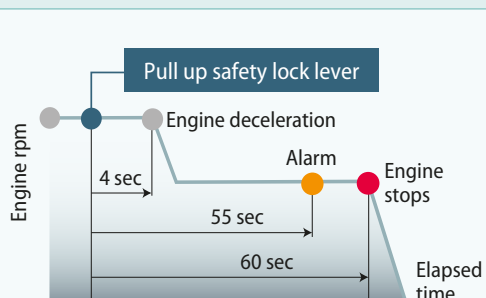 Pull up safety lock lever
Engine rpm
Engine deceleration
4 sec
Alarm
Engine
stops
55 sec
60 sec
Elapsed
time